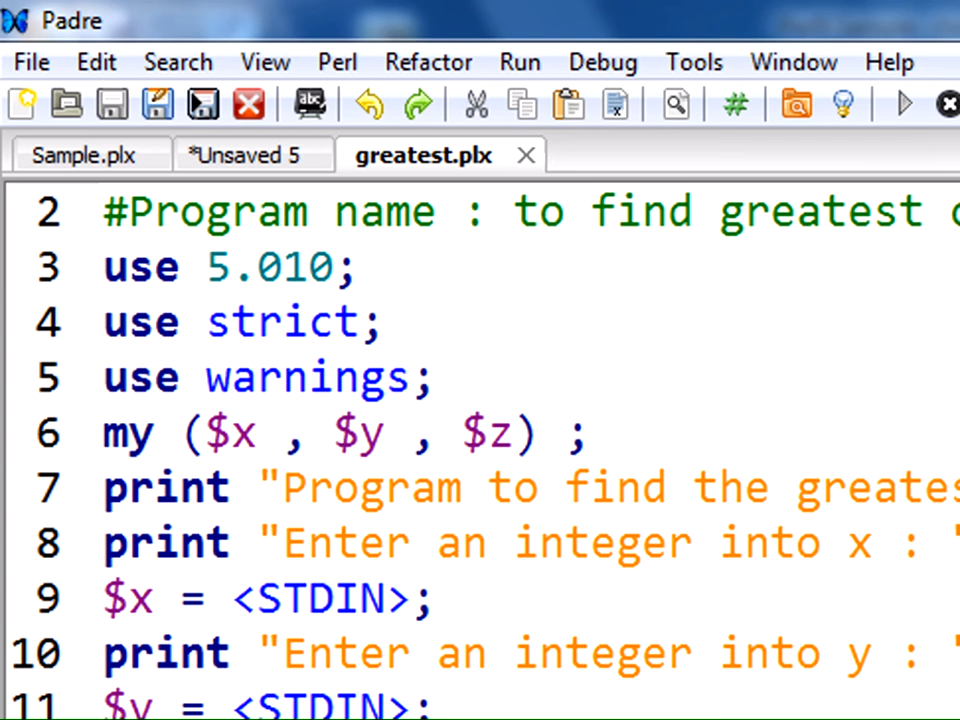 Padre
File Edit Search View Perl Refactor Run Debug Tools Window Help
abc #
Sample.plx *Unsaved 5 greatest.plx
2 #Program name : to find greatest
3 use 5.010;
4 use strict;
5 use warnings;
6 my ($x , $y , $z) ;
7 print "Program to find the greates
8 print "Enter an integer into x : "
9 $x = <STDIN>;
10 print "Enter an integer into y : "
11 $y = <STDIN>;